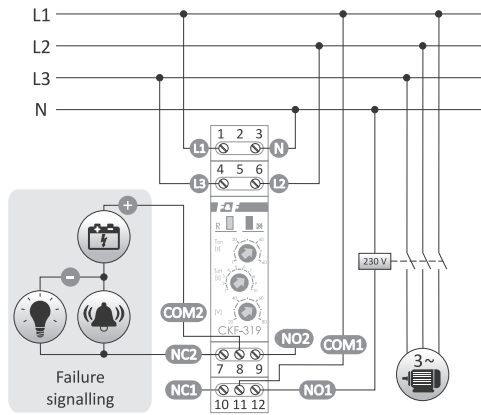 L1
L2
L3
N
1 2 3
L1 N
4 5 6
L3 L2
F&F
R
230 V
+
−
COM2
[V]
CKF-319
NO2
COM1
NC2
7 8 9
NC1 NO1
10 11 12
3~
Failure
signalling